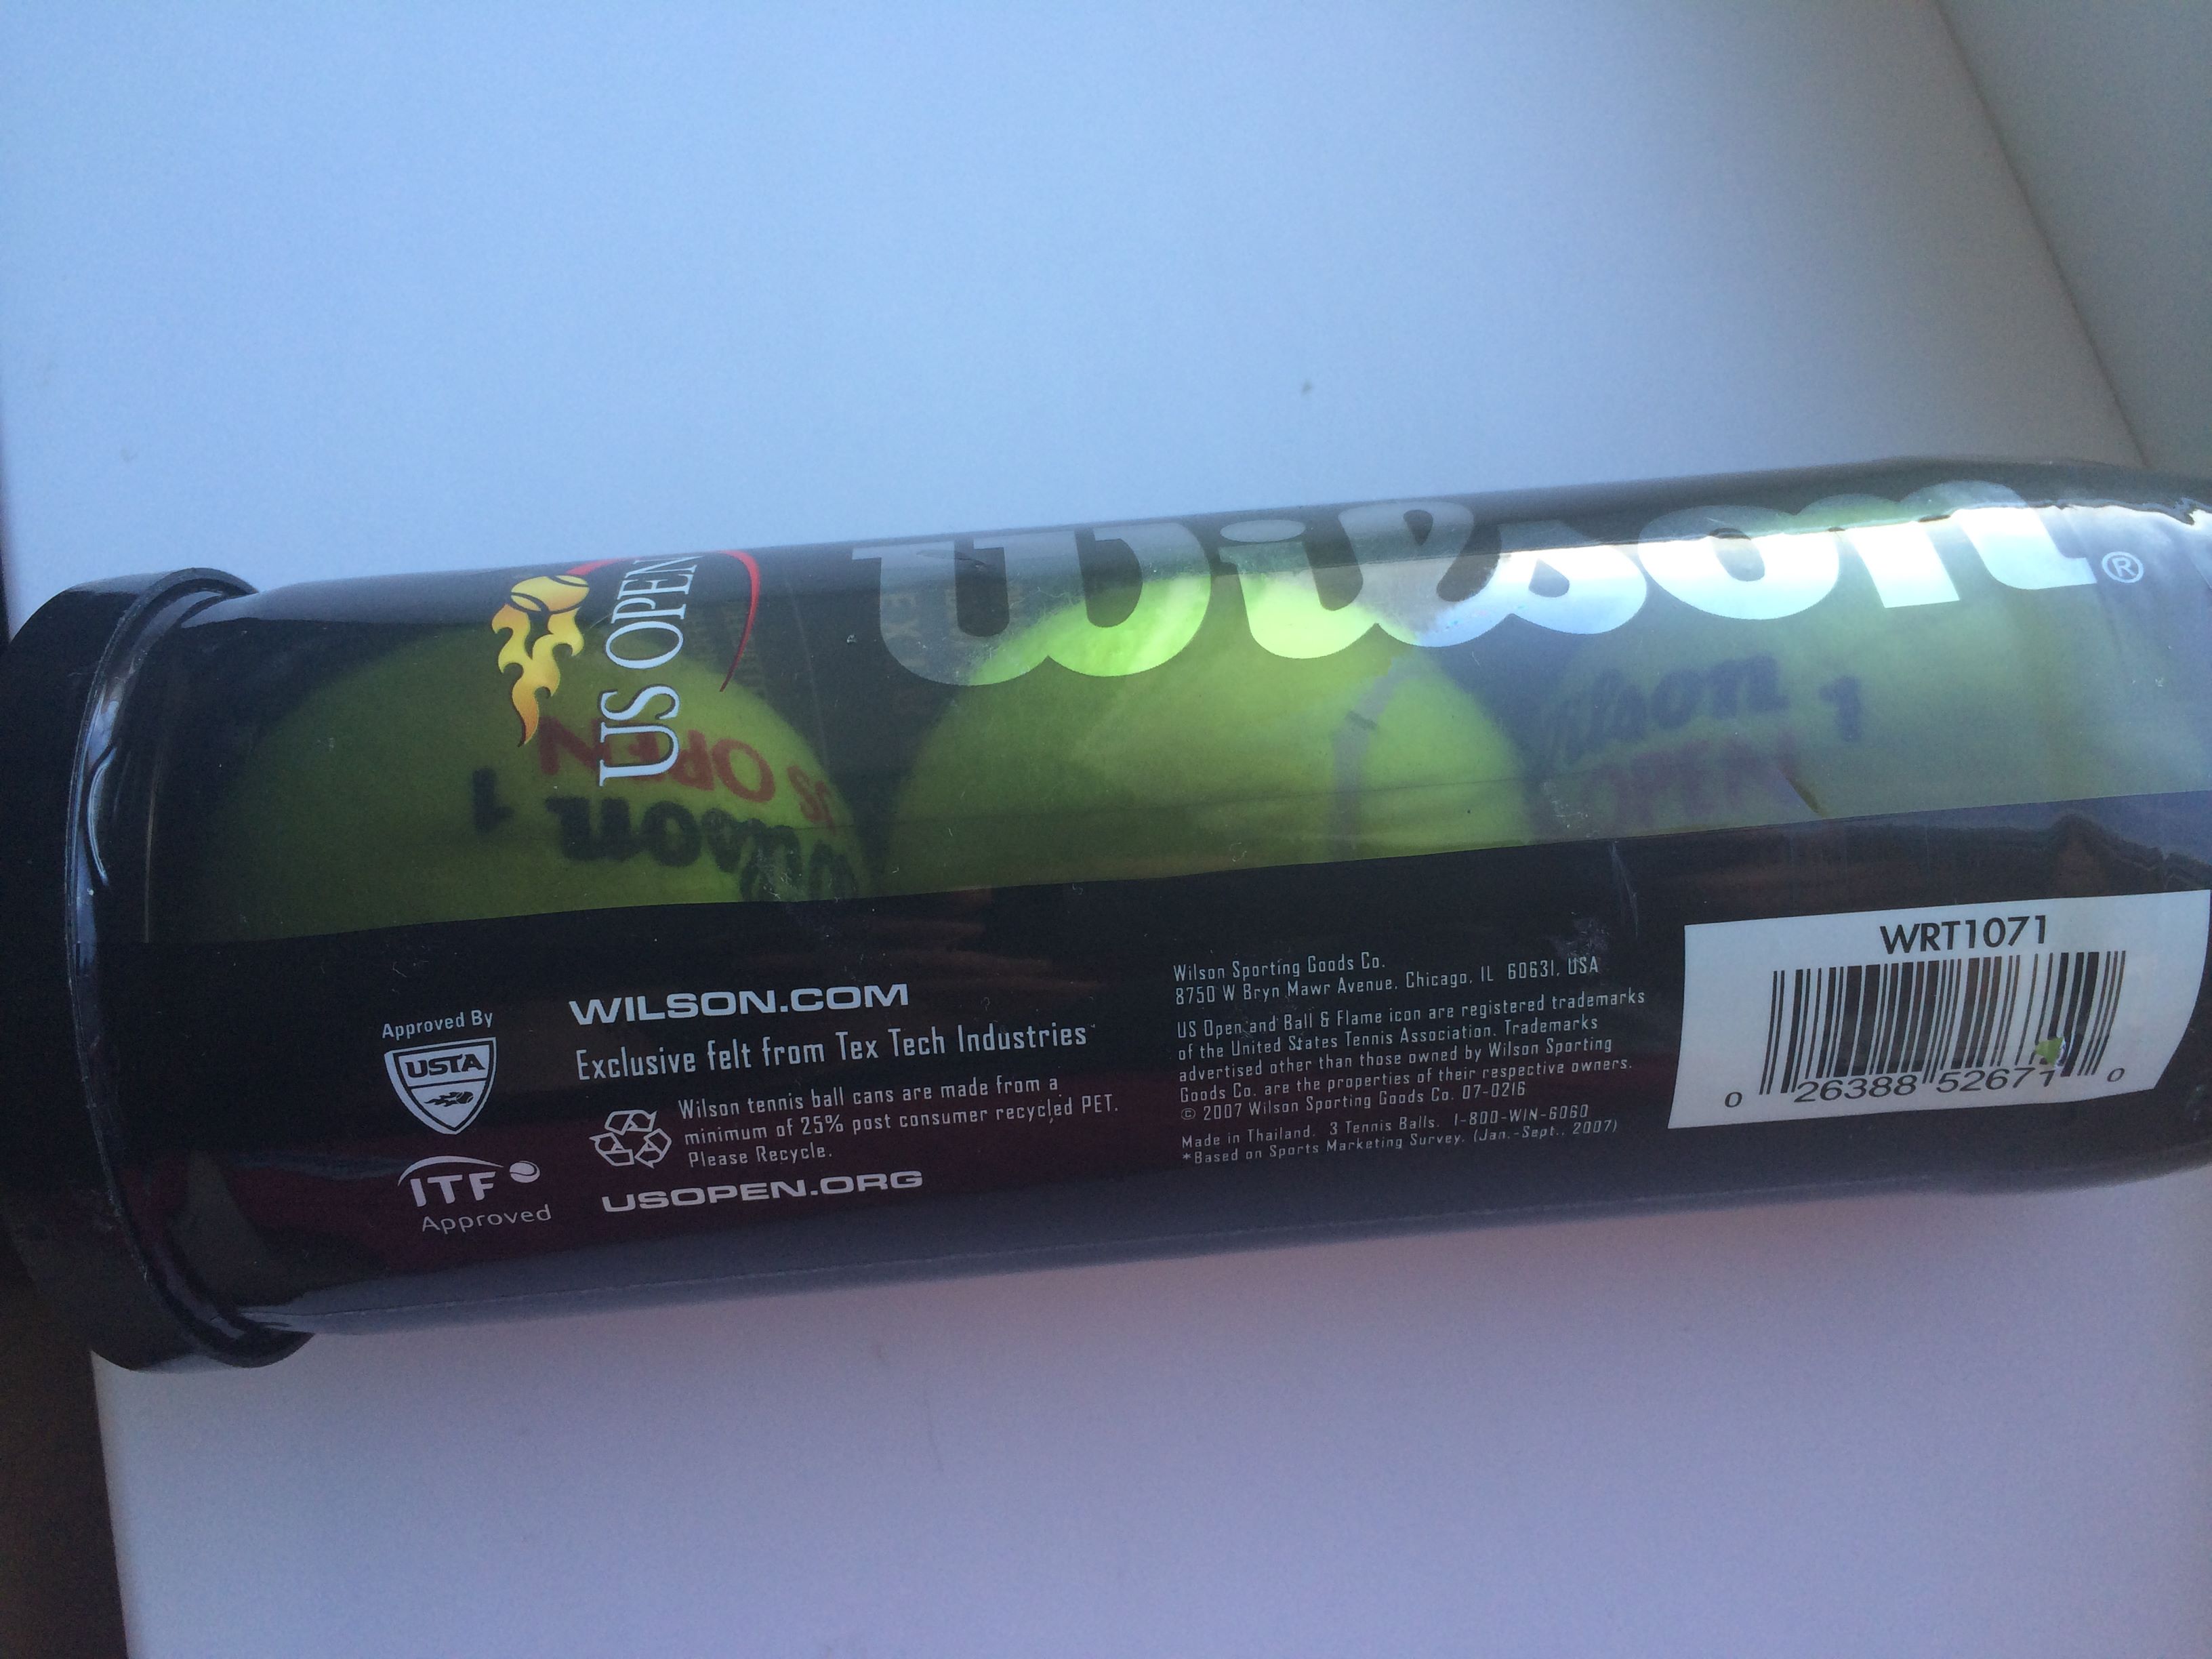 US OPEN
Wilson®
US OPEN
Wilson 1
Wilson 1
OPEN
Approved By
USTA
ITF
Approved
WILSON.COM
Exclusive felt from Tex Tech Industries
Wilson tennis ball cans are made from a
minimum of 25% post consumer recycled PET.
Please Recycle.
USOPEN.ORG
Wilson Sporting Goods Co.
8750 W Bryn Mawr Avenue, Chicago, IL 60631, USA
US Open and Ball & Flame icon are registered trademarks
of the United States Tennis Association. Trademarks
advertised other than those owned by Wilson Sporting
Goods Co. are the properties of their respective owners.
© 2007 Wilson Sporting Goods Co. 07-0216
Made in Thailand. 3 Tennis Balls. 1-800-WIN-6060
*Based on Sports Marketing Survey. (Jan.-Sept., 2007)
WRT1071
0 26388 52671 0